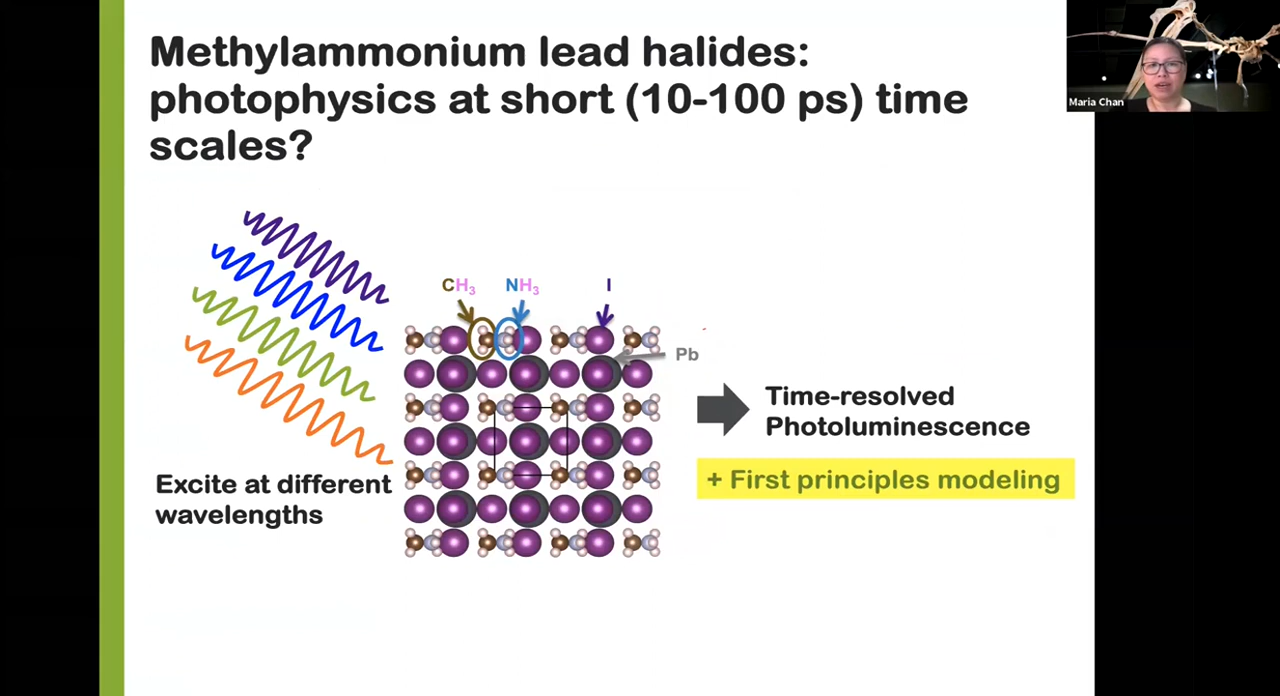 Methylammonium lead halides:
photophysics at short (10-100 ps) time
scales?
Maria Chan
CH₃
NH₃
I
Pb
Time-resolved
Photoluminescence
+ First principles modeling
Excite at different
wavelengths